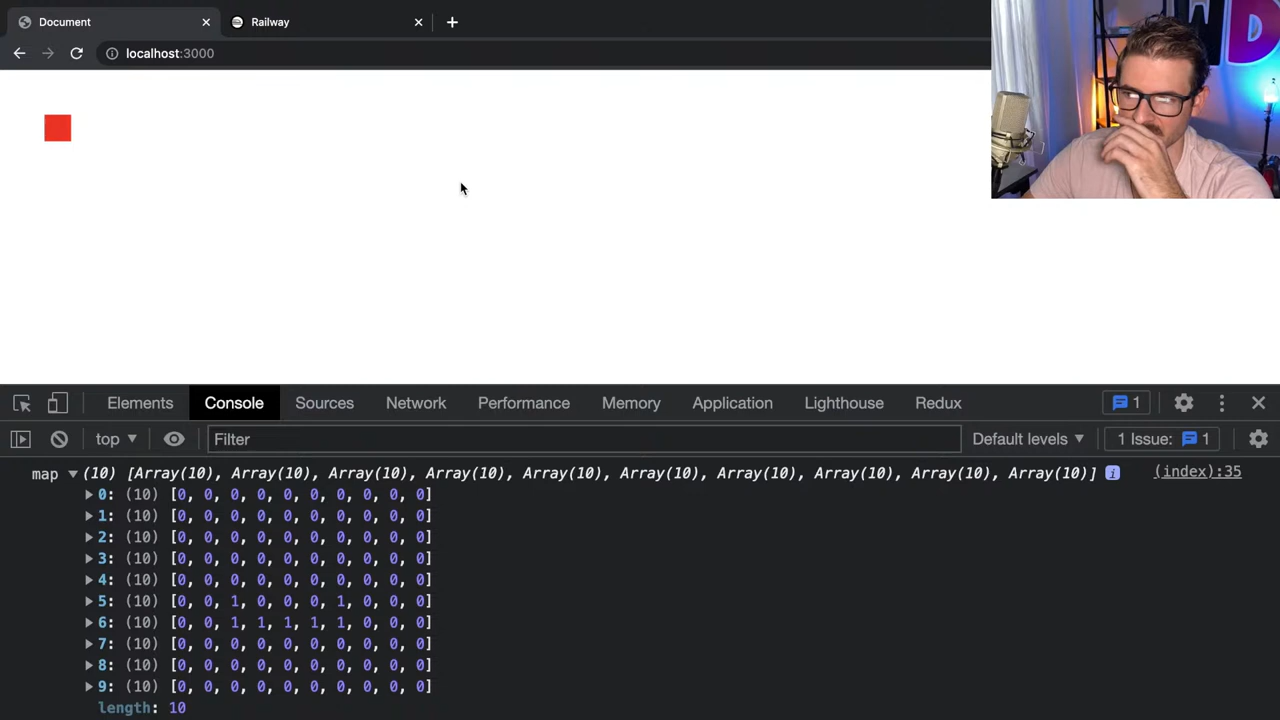 Document
Railway
localhost:3000
WD
Elements
Console
Sources
Network
Performance
Memory
Application
Lighthouse
Redux
1
top
Filter
Default levels
1 Issue: 1
map (10) [Array(10), Array(10), Array(10), Array(10), Array(10), Array(10), Array(10), Array(10), Array(10), Array(10)] i (index):35
0: (10) [0, 0, 0, 0, 0, 0, 0, 0, 0, 0]
1: (10) [0, 0, 0, 0, 0, 0, 0, 0, 0, 0]
2: (10) [0, 0, 0, 0, 0, 0, 0, 0, 0, 0]
3: (10) [0, 0, 0, 0, 0, 0, 0, 0, 0, 0]
4: (10) [0, 0, 0, 0, 0, 0, 0, 0, 0, 0]
5: (10) [0, 0, 1, 0, 0, 0, 1, 0, 0, 0]
6: (10) [0, 0, 1, 1, 1, 1, 1, 0, 0, 0]
7: (10) [0, 0, 0, 0, 0, 0, 0, 0, 0, 0]
8: (10) [0, 0, 0, 0, 0, 0, 0, 0, 0, 0]
9: (10) [0, 0, 0, 0, 0, 0, 0, 0, 0, 0]
length: 10